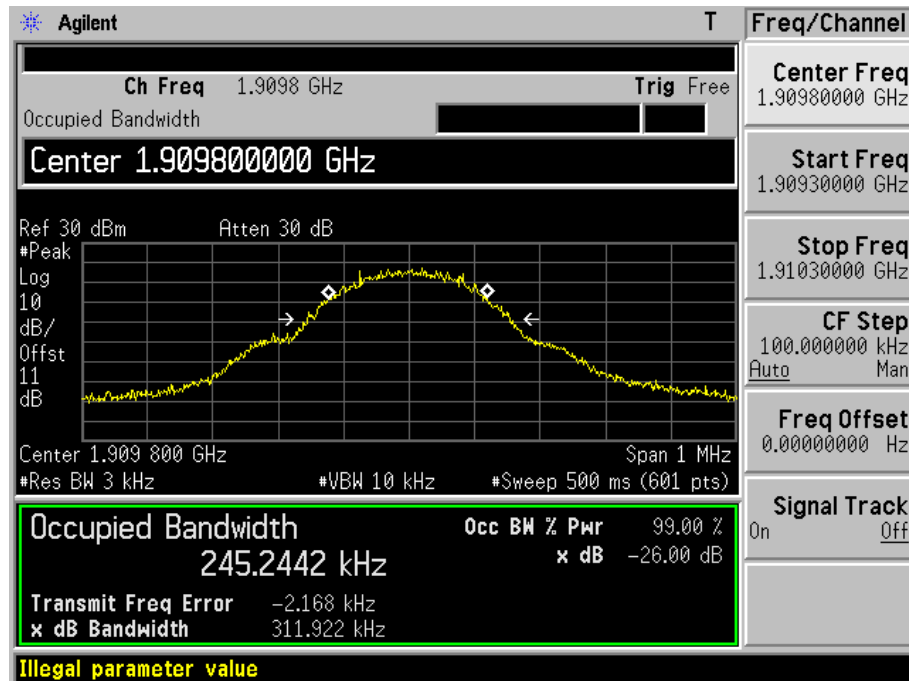 Agilent T
Ch Freq 1.9098 GHz Trig Free
Occupied Bandwidth
Center 1.909800000 GHz
Ref 30 dBm Atten 30 dB
#Peak
Log
10
dB/
Offst
11
dB
Center 1.909 800 GHz Span 1 MHz
#Res BW 3 kHz #VBW 10 kHz #Sweep 500 ms (601 pts)
Occupied Bandwidth Occ BW % Pwr 99.00 %
245.2442 kHz x dB -26.00 dB
Transmit Freq Error -2.168 kHz
x dB Bandwidth 311.922 kHz
Illegal parameter value
Freq/Channel
Center Freq
1.90980000 GHz
Start Freq
1.90930000 GHz
Stop Freq
1.91030000 GHz
CF Step
100.000000 kHz
Auto Man
Freq Offset
0.00000000 Hz
Signal Track
On Off